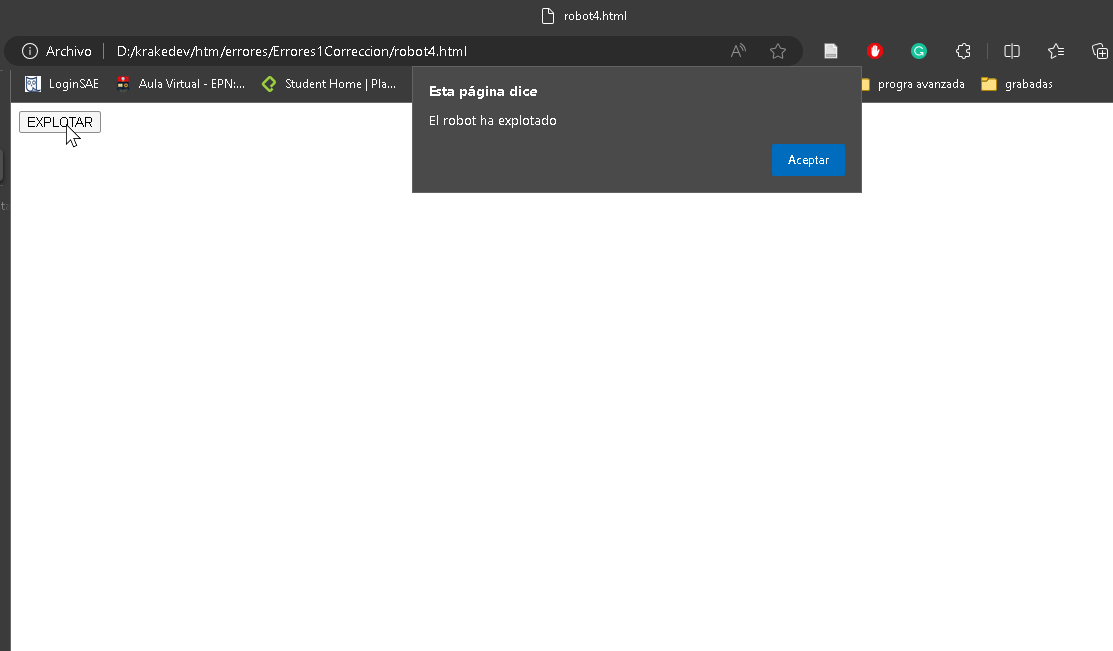 robot4.html
Archivo D:/krakedev/htm/errores/Errores1Correccion/robot4.html
LoginSAE Aula Virtual - EPN:... Student Home | Pla... progra avanzada grabadas
Esta página dice
El robot ha explotado
Aceptar
EXPLOTAR